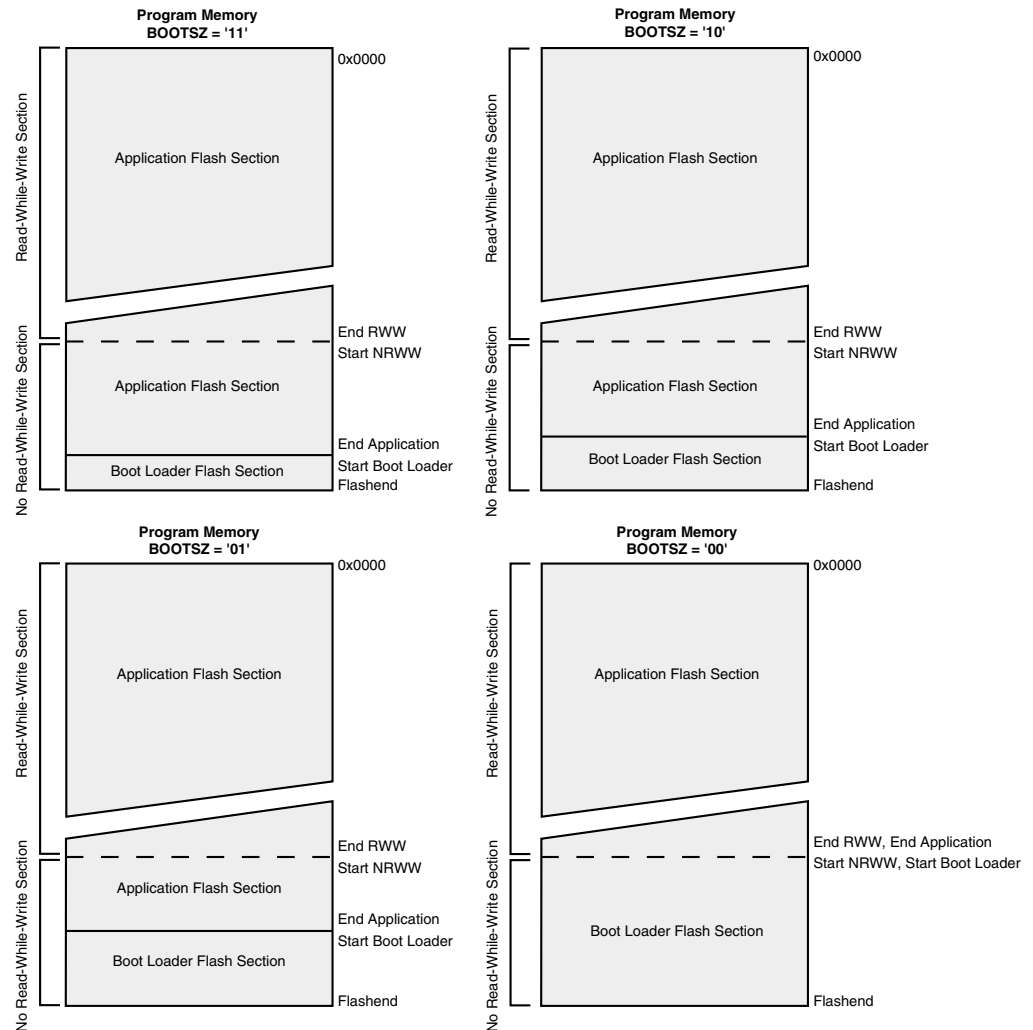 Program Memory
BOOTSZ = '11'
0x0000
Read-While-Write Section
Application Flash Section
End RWW
Start NRWW
No Read-While-Write Section
Application Flash Section
End Application
Start Boot Loader
Boot Loader Flash Section
Flashend
Program Memory
BOOTSZ = '10'
0x0000
Read-While-Write Section
Application Flash Section
End RWW
Start NRWW
No Read-While-Write Section
Application Flash Section
End Application
Start Boot Loader
Boot Loader Flash Section
Flashend
Program Memory
BOOTSZ = '01'
0x0000
Read-While-Write Section
Application Flash Section
End RWW
Start NRWW
No Read-While-Write Section
Application Flash Section
End Application
Start Boot Loader
Boot Loader Flash Section
Flashend
Program Memory
BOOTSZ = '00'
0x0000
Read-While-Write Section
Application Flash Section
End RWW, End Application
Start NRWW, Start Boot Loader
No Read-While-Write Section
Boot Loader Flash Section
Flashend